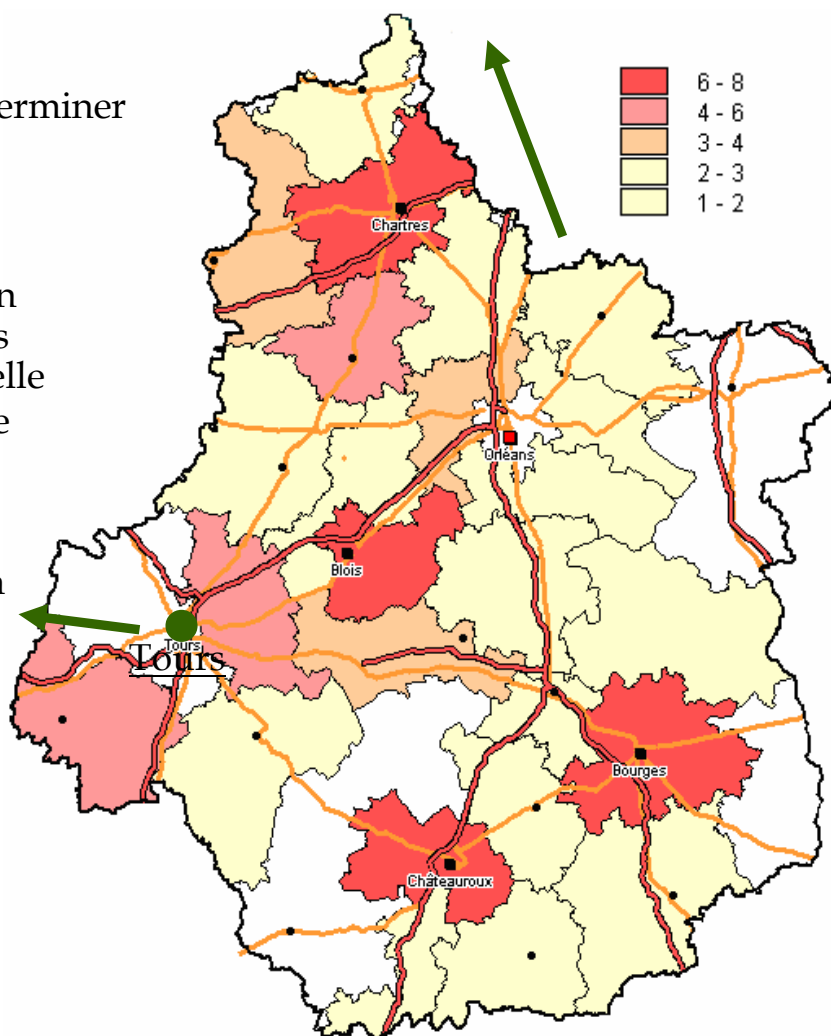 erminer
n
s
elle
e
n
6 - 8
4 - 6
3 - 4
2 - 3
1 - 2
Chartres
Orléans
Blois
Tours
Tours
Bourges
Châteauroux